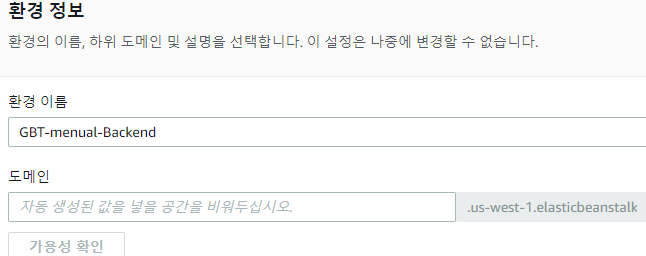 환경 정보
환경의 이름, 하위 도메인 및 설명을 선택합니다. 이 설정은 나중에 변경할 수 없습니다.
환경 이름
GBT-menual-Backend
도메인
자동 생성된 값을 넣을 공간을 비워두십시오.
.us-west-1.elasticbeanstalk
가용성 확인